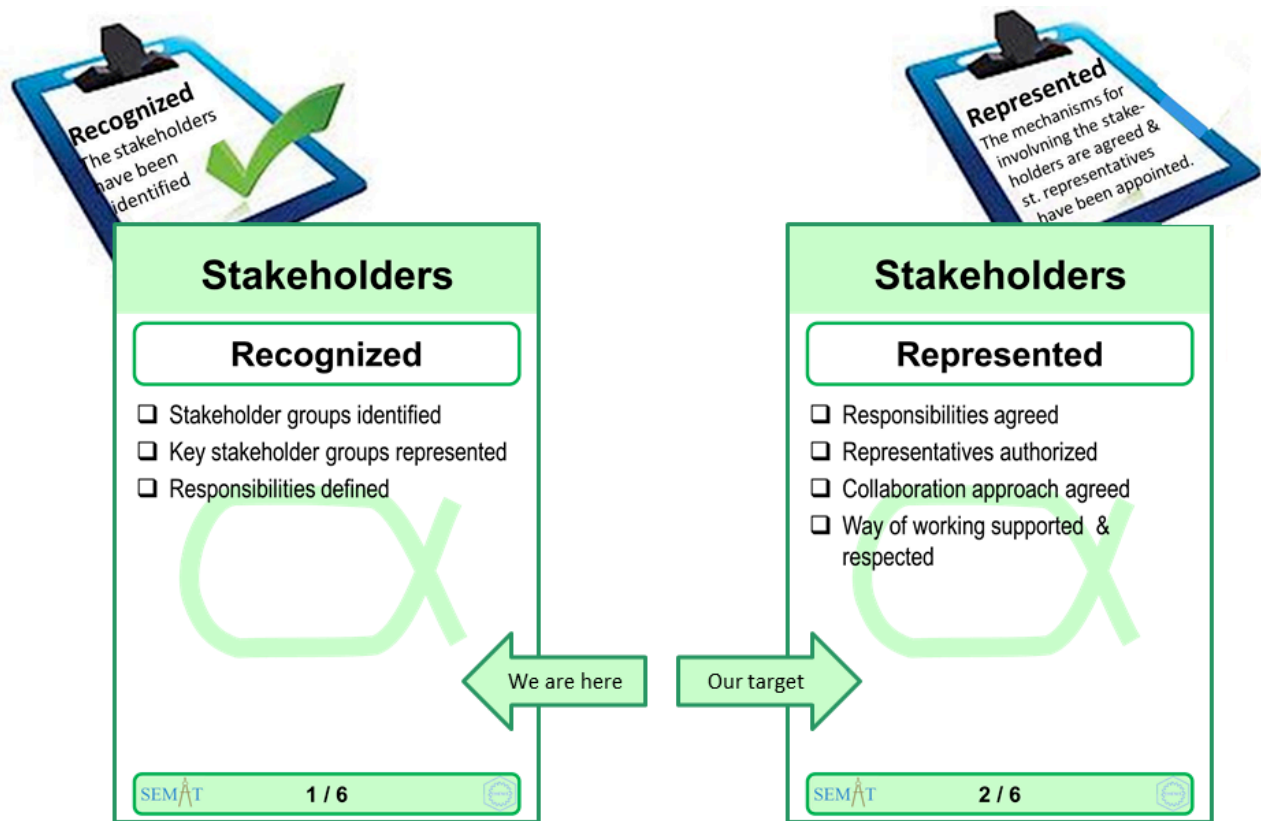 Recognized
The stakeholders
have been
identified
Represented
The mechanisms for
involvning the stake-
holders are agreed &
st. representatives
have been appointed.
Stakeholders
Recognized
Stakeholder groups identified
Key stakeholder groups represented
Responsibilities defined
We are here
SEMAT
1 / 6
Stakeholders
Represented
Responsibilities agreed
Representatives authorized
Collaboration approach agreed
Way of working supported &
respected
Our target
SEMAT
2 / 6